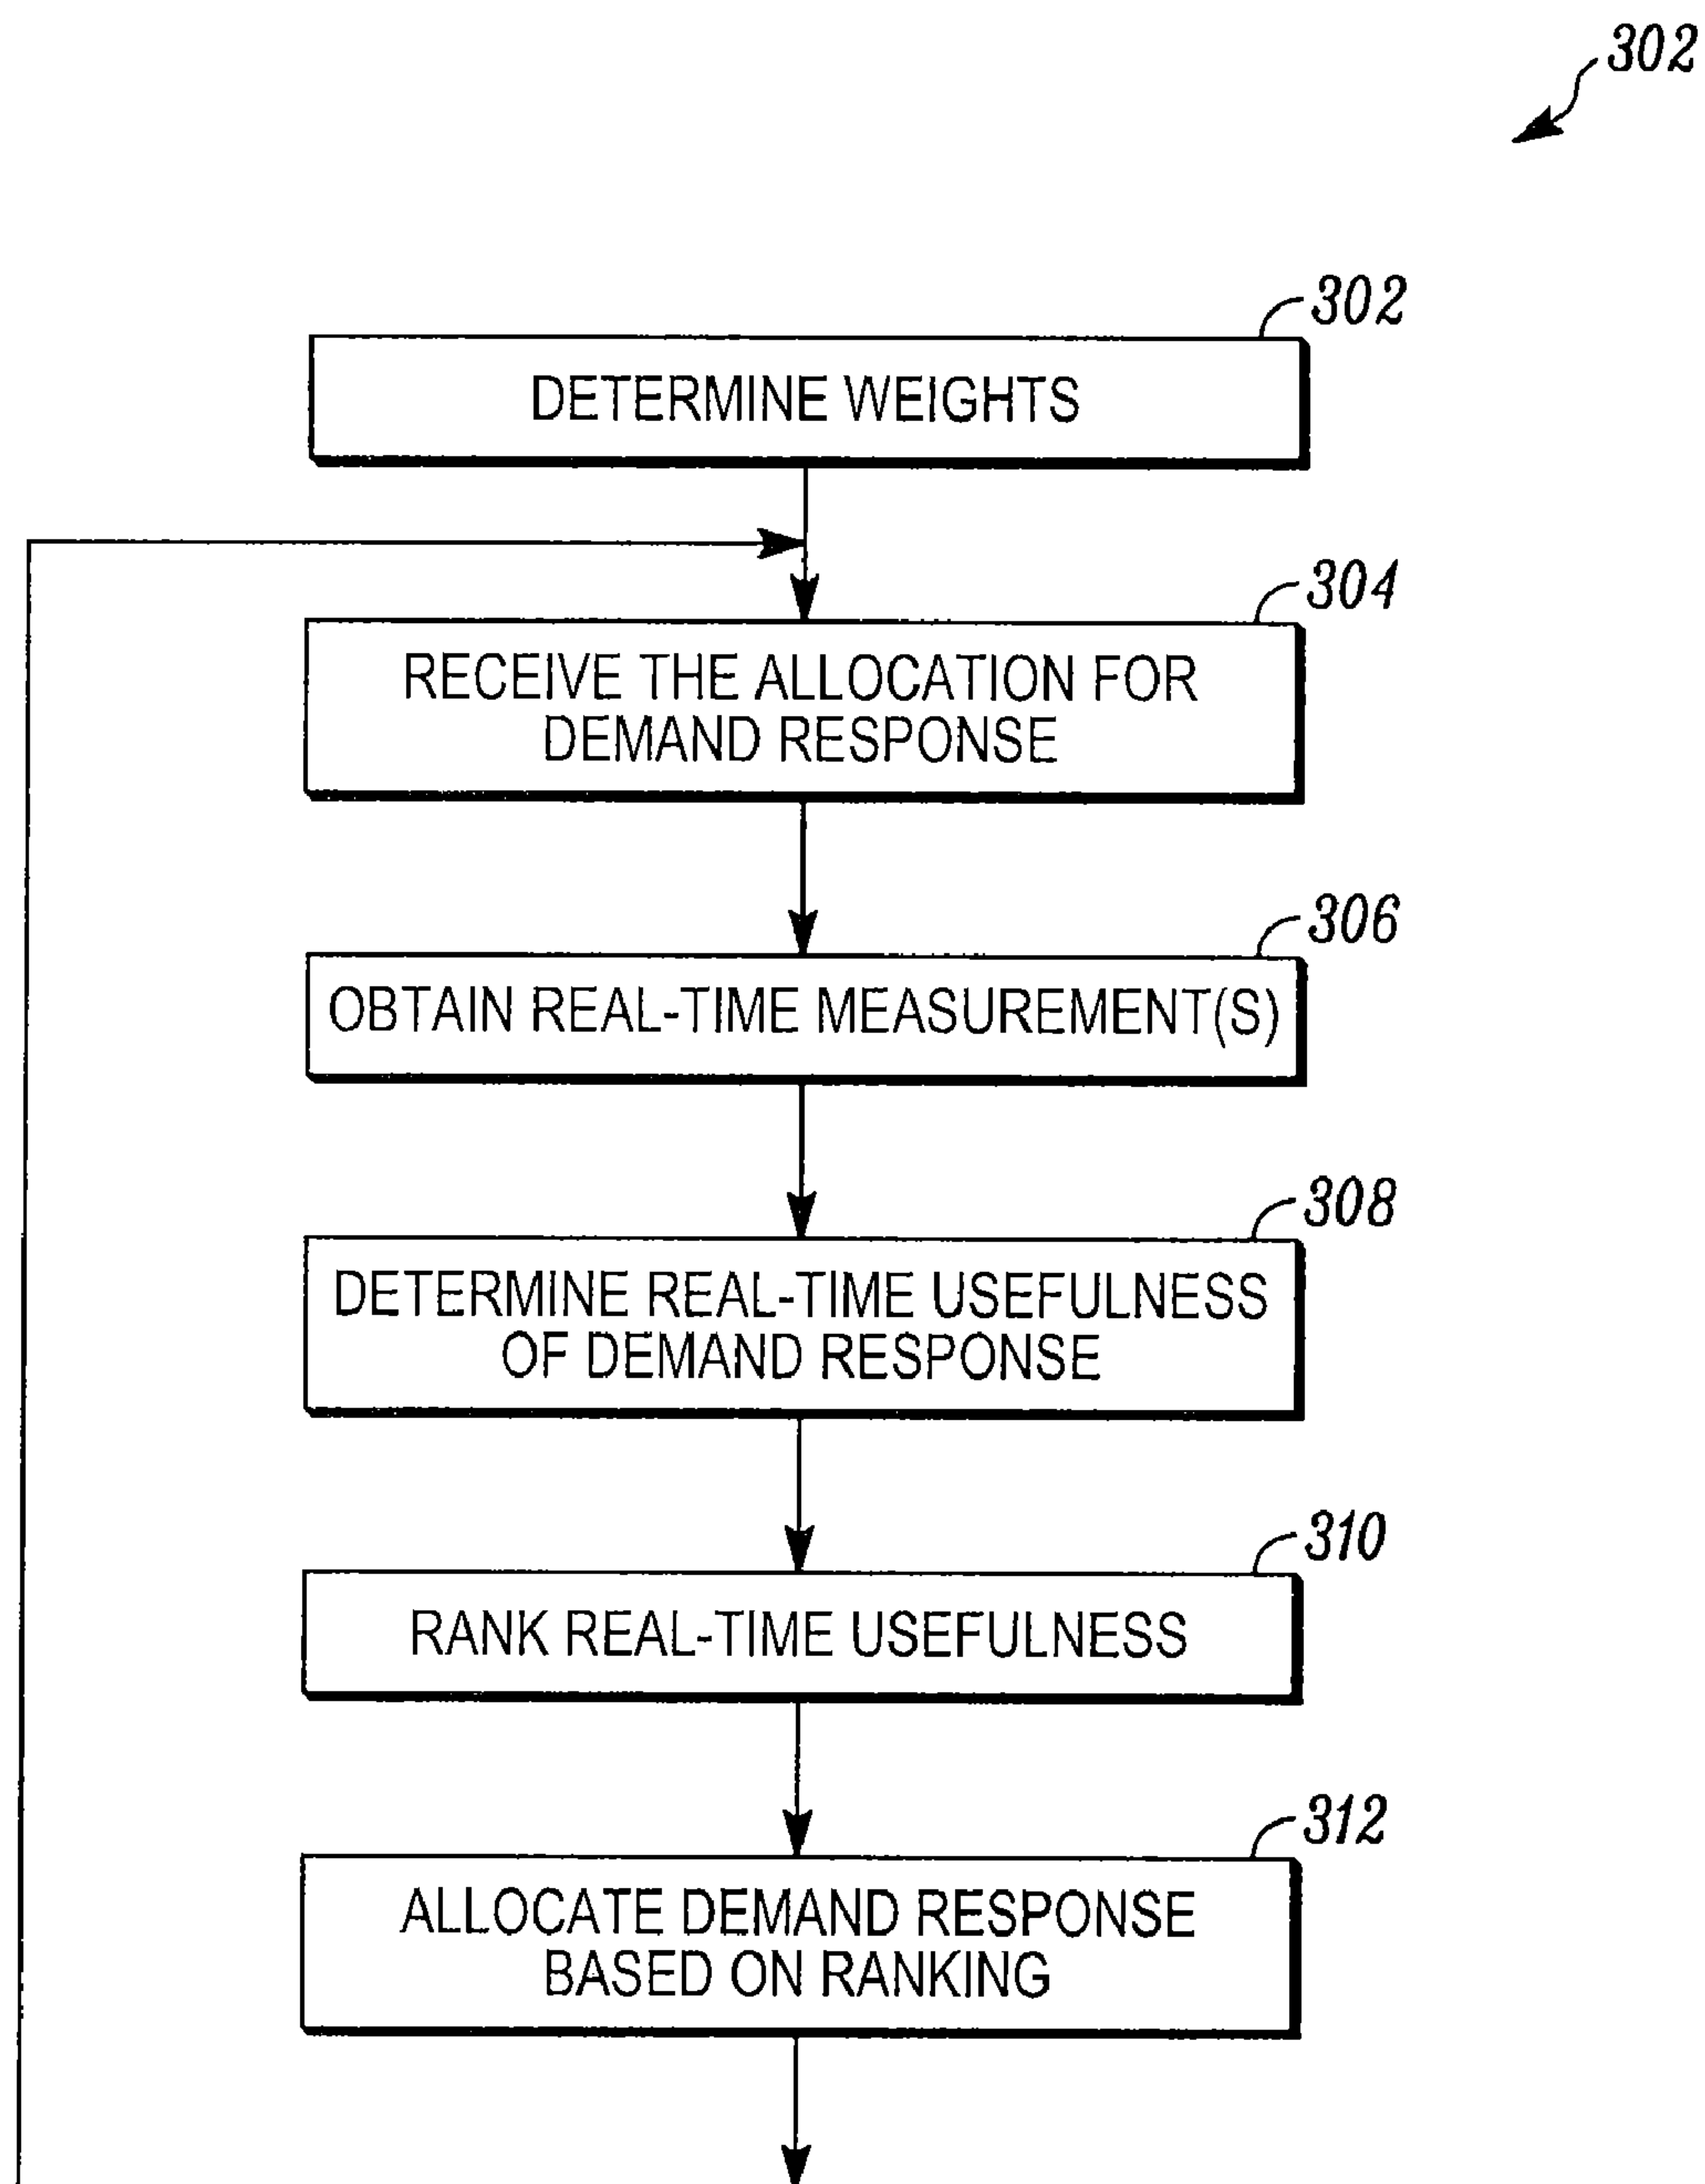 302
302
DETERMINE WEIGHTS
304
RECEIVE THE ALLOCATION FOR
DEMAND RESPONSE
306
OBTAIN REAL-TIME MEASUREMENT(S)
308
DETERMINE REAL-TIME USEFULNESS
OF DEMAND RESPONSE
310
RANK REAL-TIME USEFULNESS
312
ALLOCATE DEMAND RESPONSE
BASED ON RANKING